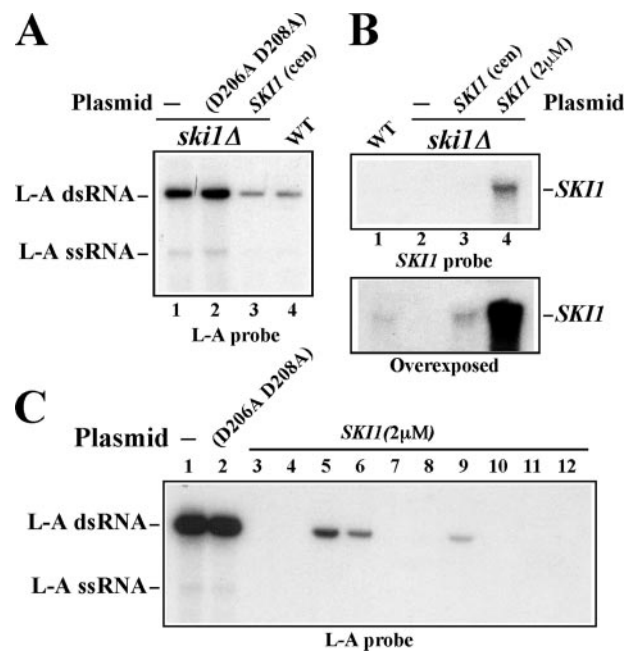 A
Plasmid
—
(D206A D208A)
SKI1 (cen)
ski1Δ
WT
L-A dsRNA
L-A ssRNA
1 2 3 4
L-A probe
B
SKI1 (cen)
SKI1 (2μM)
— Plasmid
WT
ski1Δ
SKI1
1 2 3 4
SKI1 probe
SKI1
Overexposed
C
Plasmid
—
(D206A D208A)
SKI1(2μM)
1 2 3 4 5 6 7 8 9 10 11 12
L-A dsRNA
L-A ssRNA
L-A probe